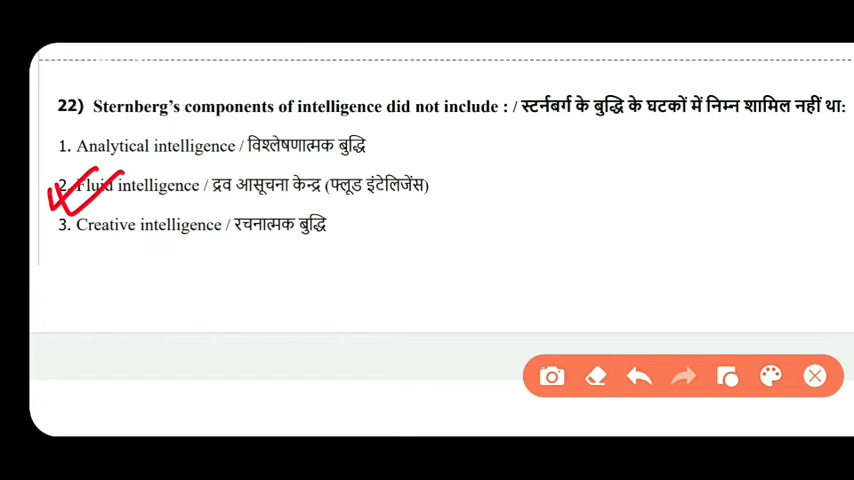 22) Sternberg's components of intelligence did not include : / स्टर्नबर्ग के बुद्धि के घटकों में निम्न शामिल नहीं था:
1. Analytical intelligence / विश्लेषणात्मक बुद्धि
2. Fluid intelligence / द्रव आसूचना केन्द्र (फ्लूड इंटेलिजेंस)
3. Creative intelligence / रचनात्मक बुद्धि